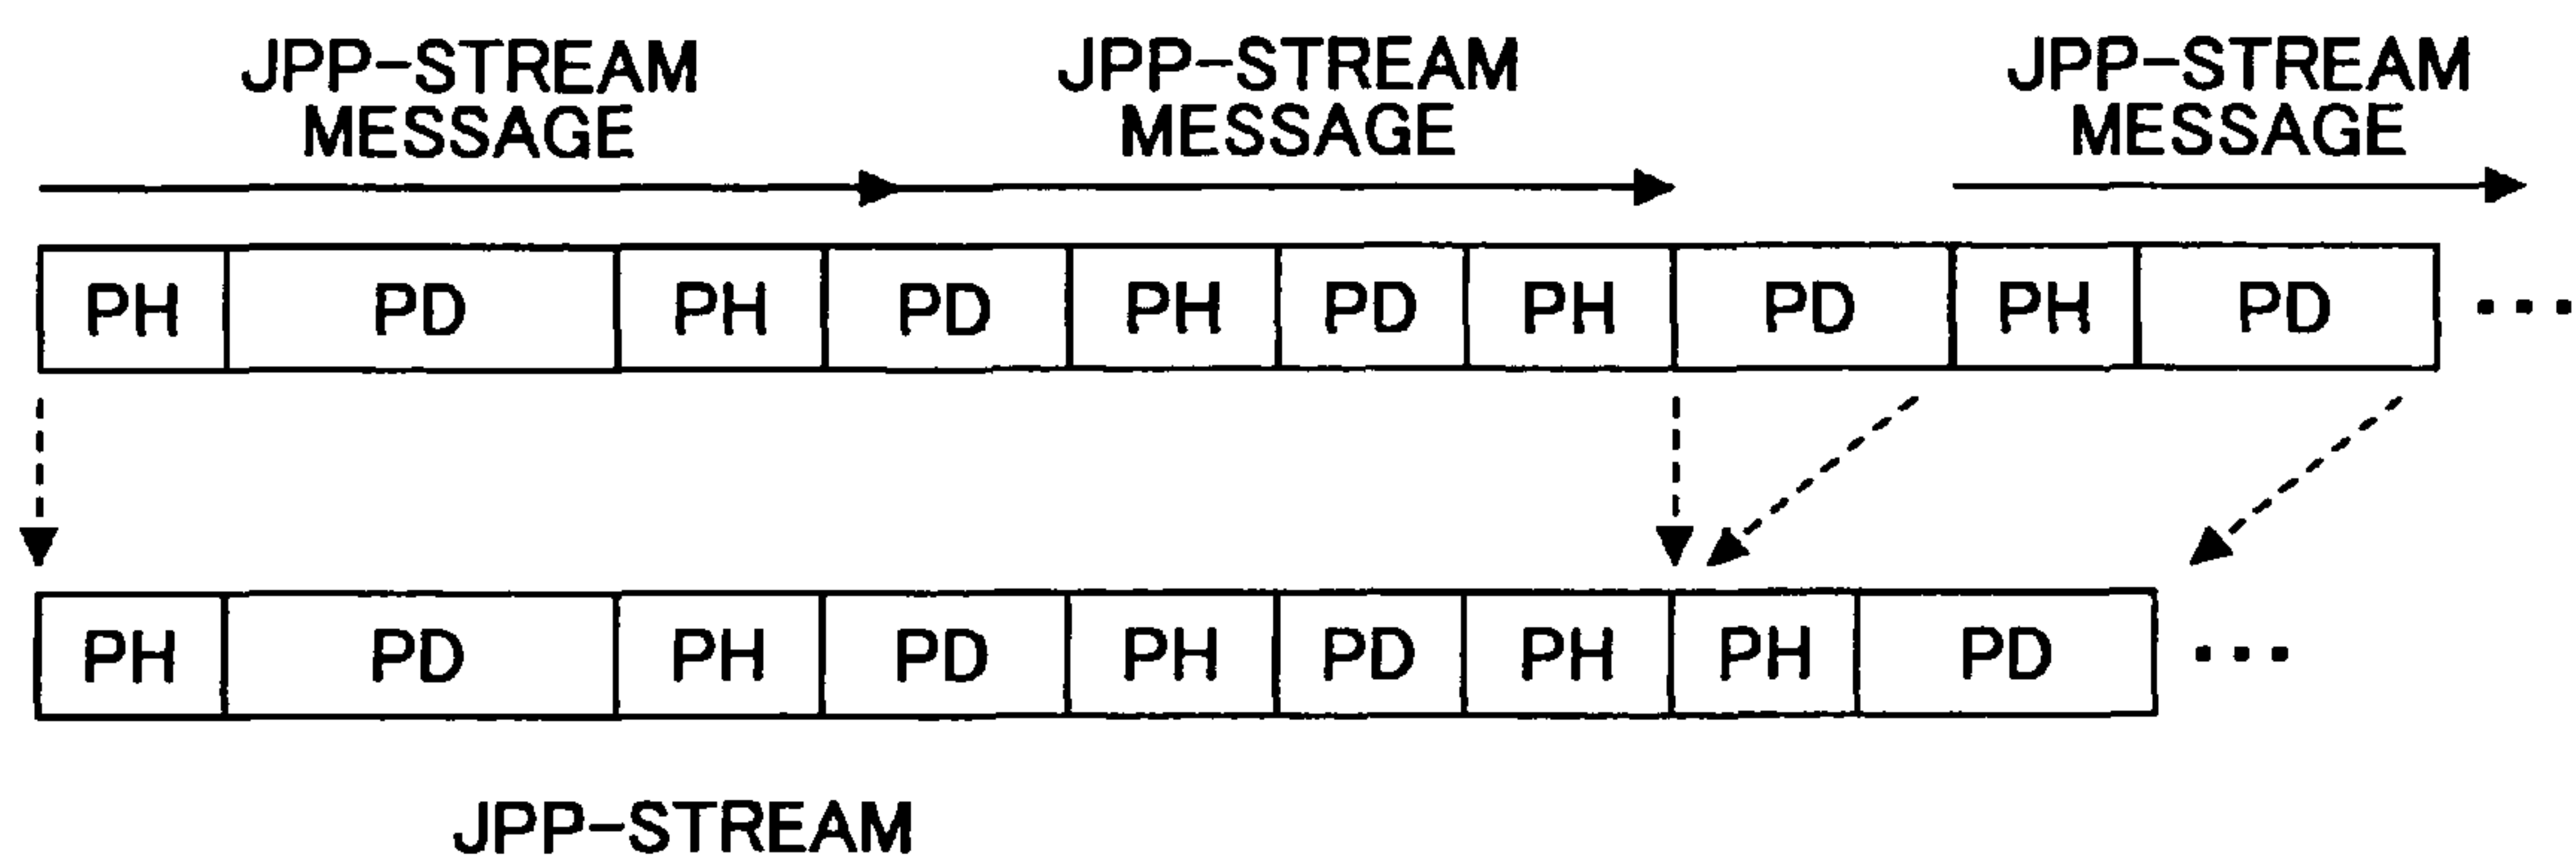 JPP-STREAM JPP-STREAM JPP-STREAM
MESSAGE MESSAGE MESSAGE
PH PD PH PD PH PD PH PD PH PD ...
PH PD PH PD PH PD PH PH PD ...
JPP-STREAM